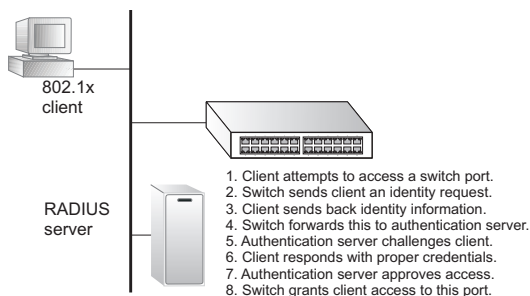 802.1x
client
RADIUS
server
1. Client attempts to access a switch port.
2. Switch sends client an identity request.
3. Client sends back identity information.
4. Switch forwards this to authentication server.
5. Authentication server challenges client.
6. Client responds with proper credentials.
7. Authentication server approves access.
8. Switch grants client access to this port.